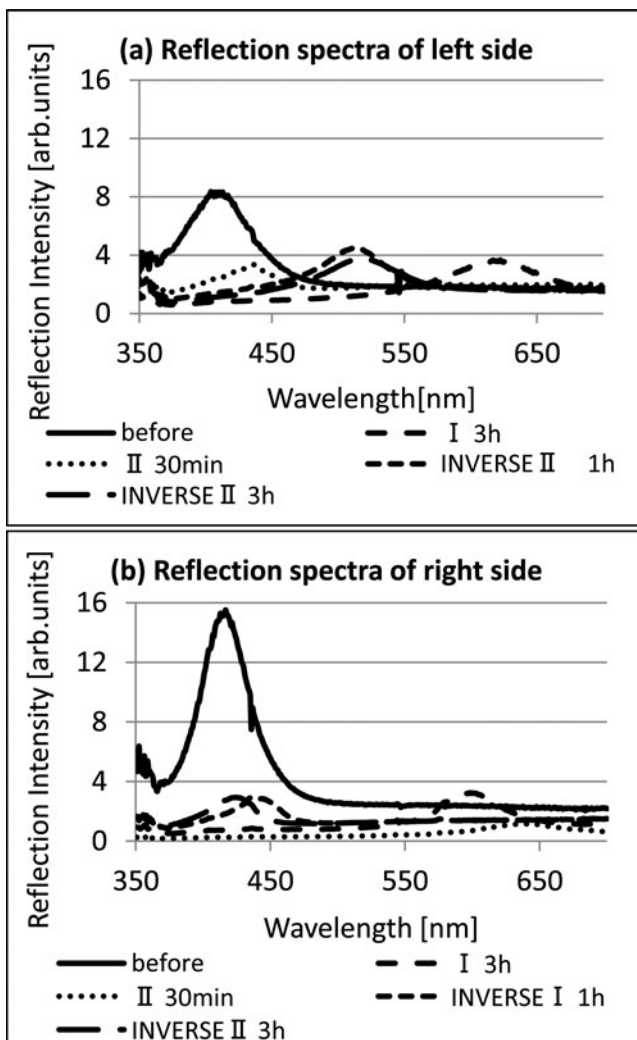 (a) Reflection spectra of left side
Reflection Intensity [arb.units]
16
12
8
4
0
350 450 550 650
Wavelength[nm]
before I 3h
II 30min INVERSE II 1h
INVERSE II 3h
(b) Reflection spectra of right side
Reflection Intensity [arb.units]
16
12
8
4
0
350 450 550 650
Wavelength [nm]
before I 3h
II 30min INVERSE I 1h
INVERSE II 3h